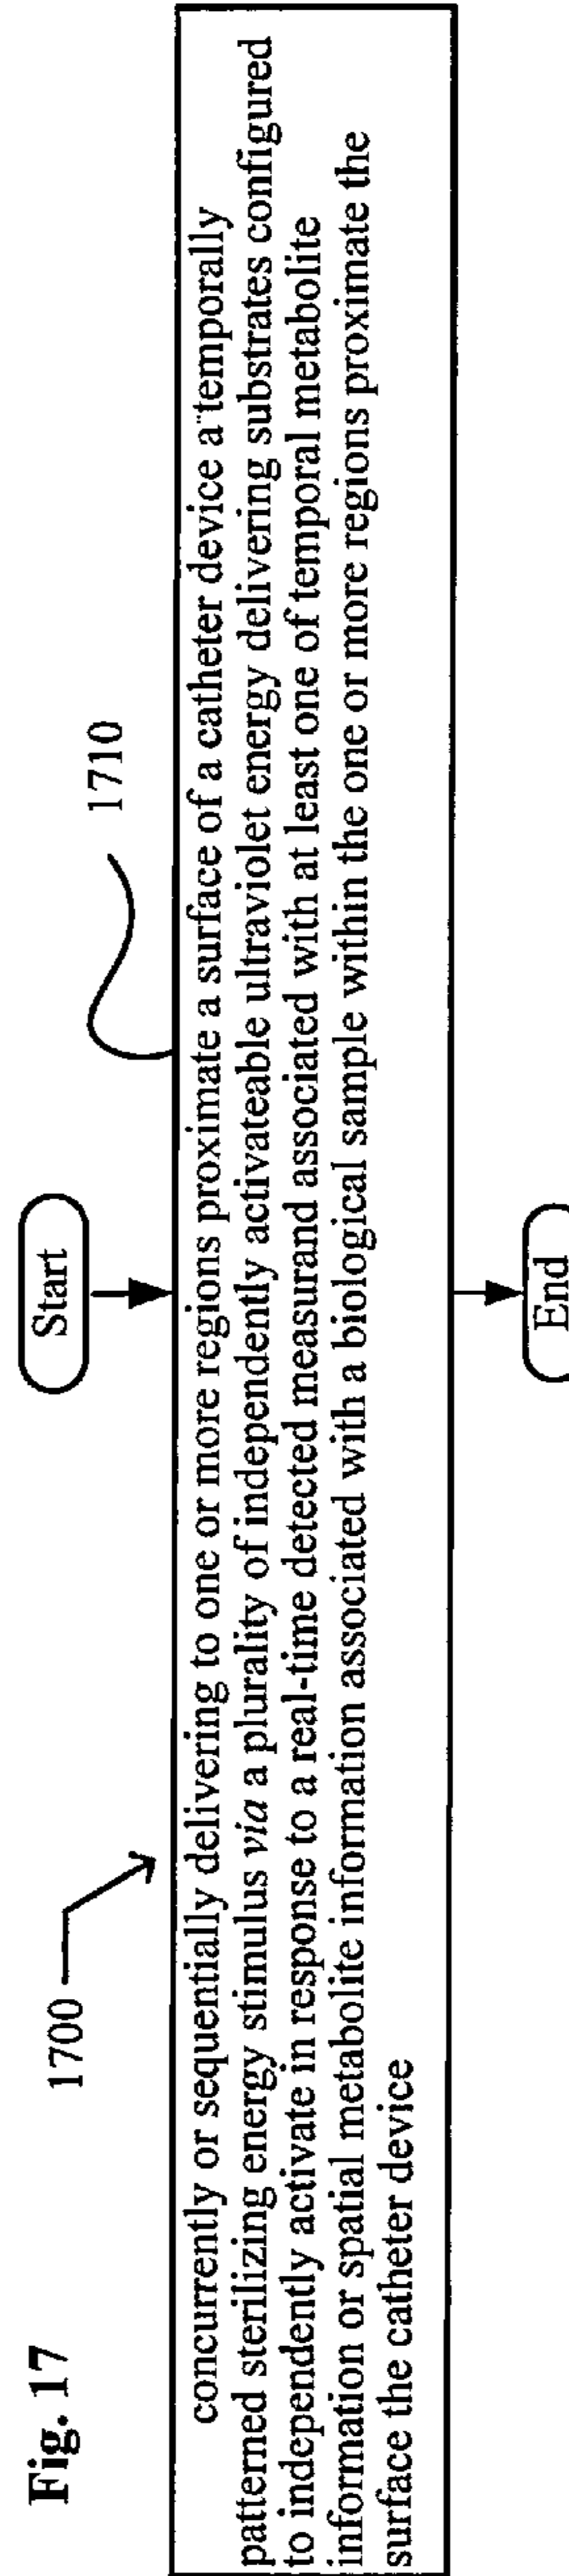 Fig. 17
1700
Start
1710
concurrently or sequentially delivering to one or more regions proximate a surface of a catheter device a temporally
patterned sterilizing energy stimulus via a plurality of independently activateable ultraviolet energy delivering substrates configured
to independently activate in response to a real-time detected measurand associated with at least one of temporal metabolite
information or spatial metabolite information associated with a biological sample within the one or more regions proximate the
surface the catheter device
End